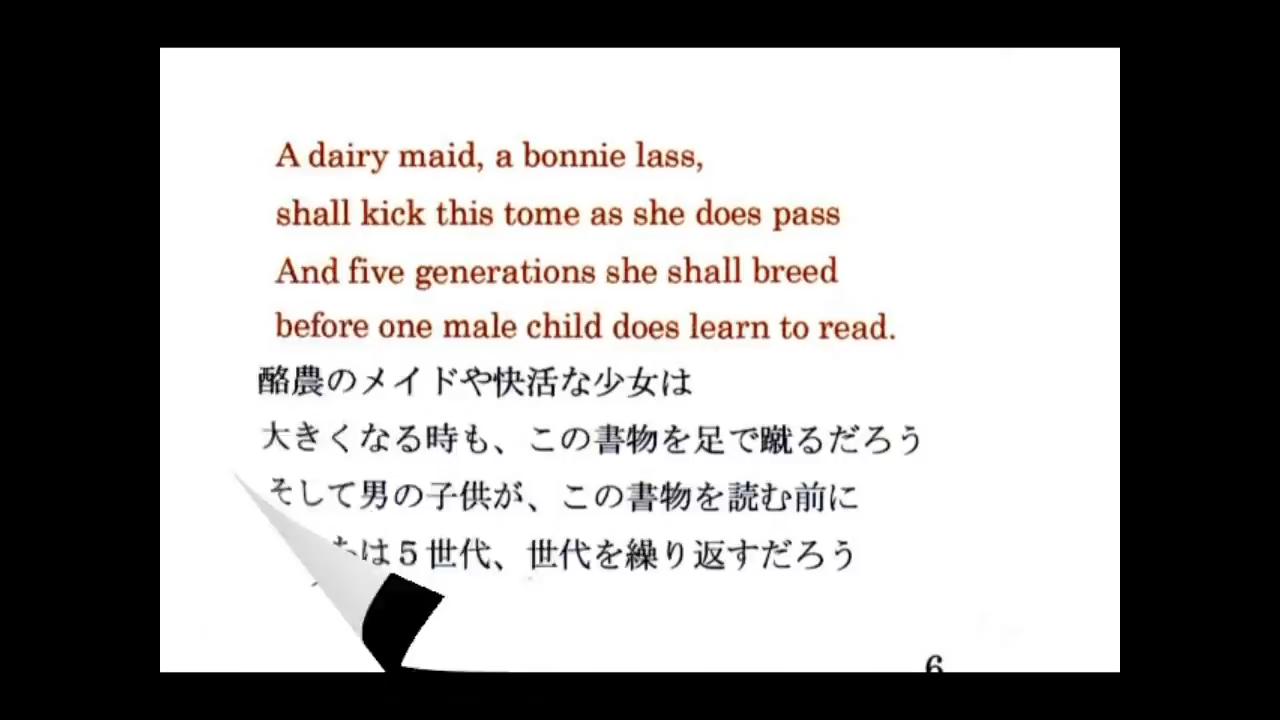 A dairy maid, a bonnie lass,
shall kick this tome as she does pass
And five generations she shall breed
before one male child does learn to read.
酪農のメイドや快活な少女は
大きくなる時も、この書物を足で蹴るだろう
そして男の子供が、この書物を読む前に
は５世代、世代を繰り返すだろう
6